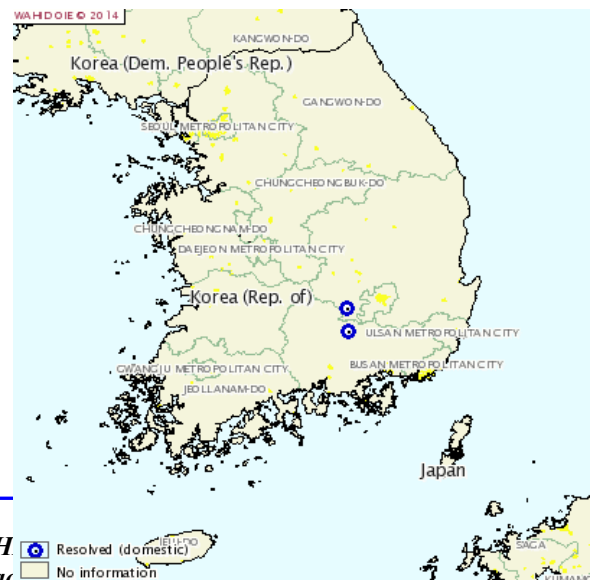 WAHID OIE © 2014
KANGWON-DO
Korea (Dem. People's Rep.)
GANGWON-DO
SEOUL METROPOLITAN CITY
CHUNGCHEONGBUK-DO
CHUNGCHEONGNAM-DO
DAEJEON METROPOLITAN CITY
Korea (Rep. of)
ULSAN METROPOLITAN CITY
GWANGJU METROPOLITAN CITY
BUSAN METROPOLITAN CITY
JEOLLANAM-DO
Japan
JEJU-DO
SAGA
Resolved (domestic)
No information